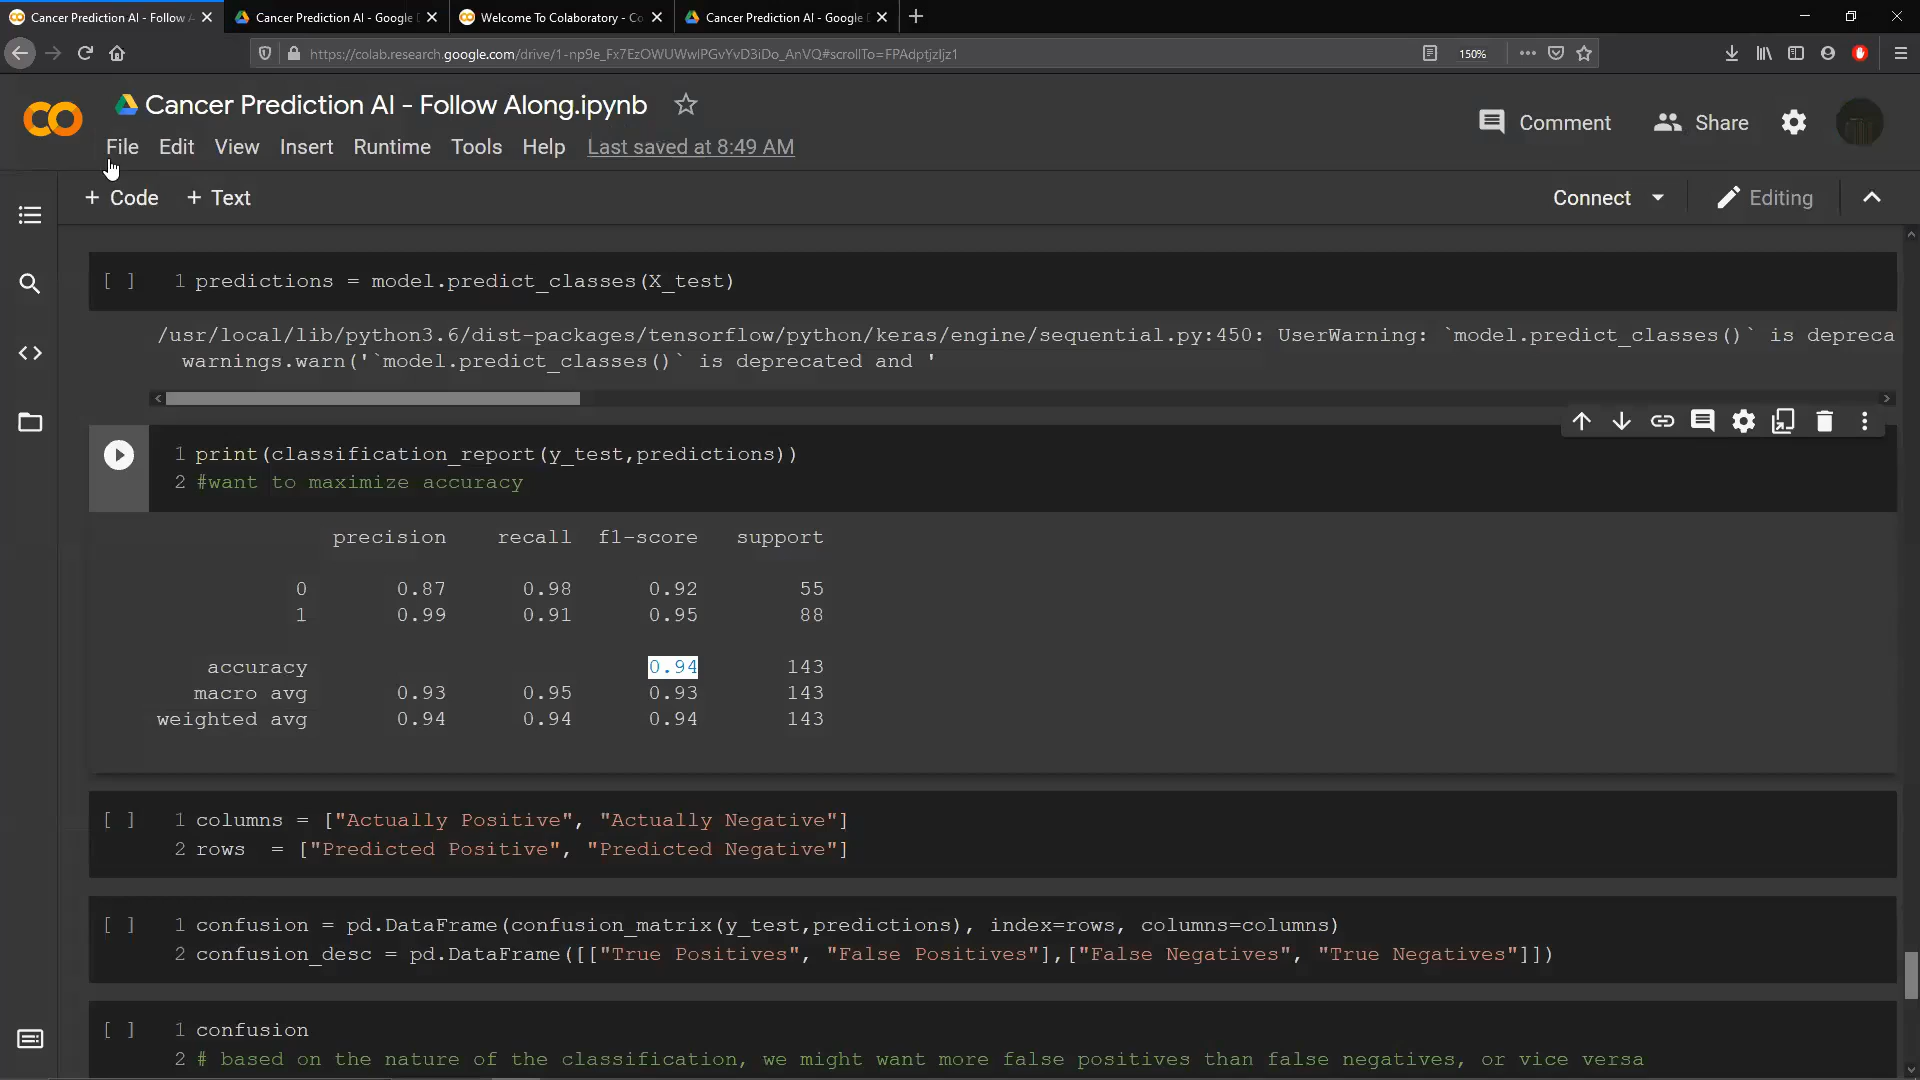 Cancer Prediction AI - Follow A
Cancer Prediction AI - Google D
Welcome To Colaboratory - Co
Cancer Prediction AI - Google D
https://colab.research.google.com/drive/1-np9e_Fx7EzOWUWwlPGvYvD3iDo_AnVQ#scrollTo=FPAdptjzljz1
150%
Cancer Prediction AI - Follow Along.ipynb
Comment
Share
File Edit View Insert Runtime Tools Help Last saved at 8:49 AM
+ Code + Text
Connect
Editing
[ ] 1 predictions = model.predict_classes(X_test)
/usr/local/lib/python3.6/dist-packages/tensorflow/python/keras/engine/sequential.py:450: UserWarning: `model.predict_classes()` is depreca
warnings.warn('`model.predict_classes()` is deprecated and '
1 print(classification_report(y_test,predictions))
2 #want to maximize accuracy
precision recall f1-score support
0 0.87 0.98 0.92 55
1 0.99 0.91 0.95 88
accuracy 0.94 143
macro avg 0.93 0.95 0.93 143
weighted avg 0.94 0.94 0.94 143
[ ] 1 columns = ["Actually Positive", "Actually Negative"]
2 rows = ["Predicted Positive", "Predicted Negative"]
[ ] 1 confusion = pd.DataFrame(confusion_matrix(y_test,predictions), index=rows, columns=columns)
2 confusion_desc = pd.DataFrame([["True Positives", "False Positives"],["False Negatives", "True Negatives"]])
[ ] 1 confusion
2 # based on the nature of the classification, we might want more false positives than false negatives, or vice versa